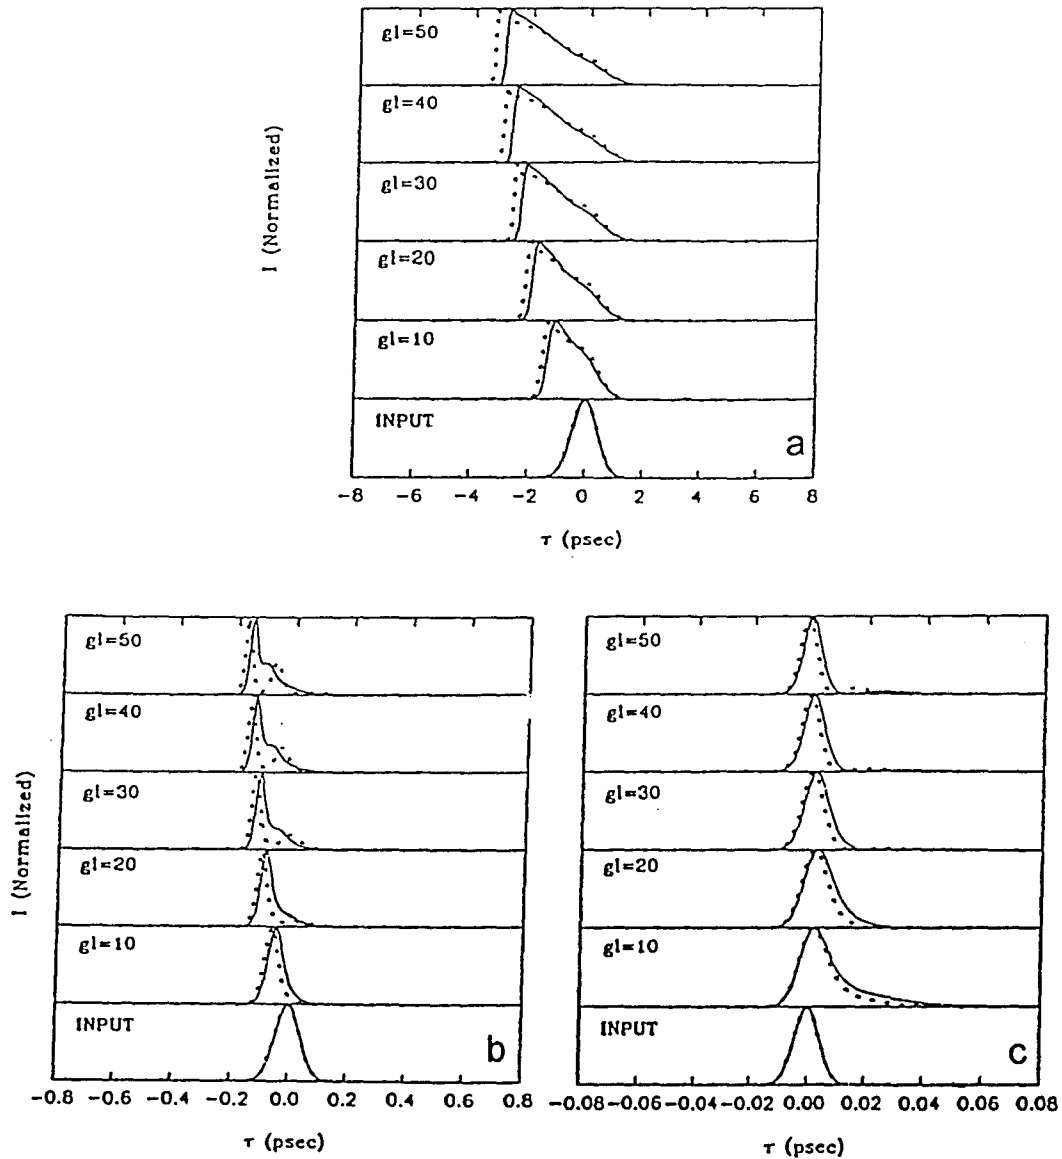 gl=50
gl=40
gl=30
gl=20
gl=10
INPUT
a
I (Normalized)
-8 -6 -4 -2 0 2 4 6 8
τ (psec)
gl=50
gl=40
gl=30
gl=20
gl=10
INPUT
b
I (Normalized)
-0.8 -0.6 -0.4 -0.2 0.0 0.2 0.4 0.6 0.8
τ (psec)
gl=50
gl=40
gl=30
gl=20
gl=10
INPUT
c
-0.08 -0.06 -0.04 -0.02 0.00 0.02 0.04 0.06 0.08
τ (psec)